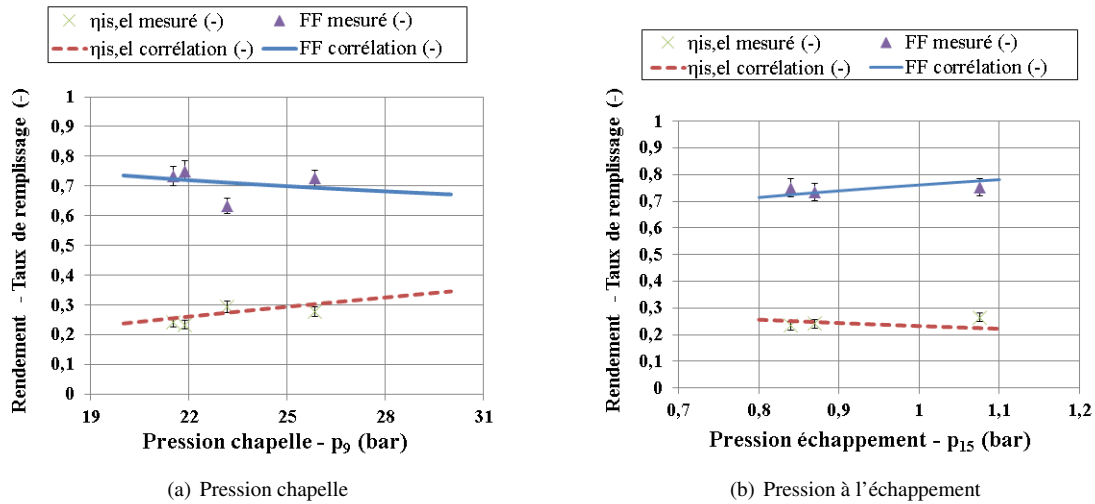 ηis,el mesuré (-) FF mesuré (-)
ηis,el corrélation (-) FF corrélation (-)
Rendement - Taux de remplissage (-)
1
0,9
0,8
0,7
0,6
0,5
0,4
0,3
0,2
0,1
0
19 22 25 28 31
Pression chapelle - p9 (bar)
(a) Pression chapelle
ηis,el mesuré (-) FF mesuré (-)
ηis,el corrélation (-) FF corrélation (-)
Rendement - Taux de remplissage (-)
1
0,9
0,8
0,7
0,6
0,5
0,4
0,3
0,2
0,1
0
0,7 0,8 0,9 1 1,1 1,2
Pression échappement - p15 (bar)
(b) Pression à l'échappement